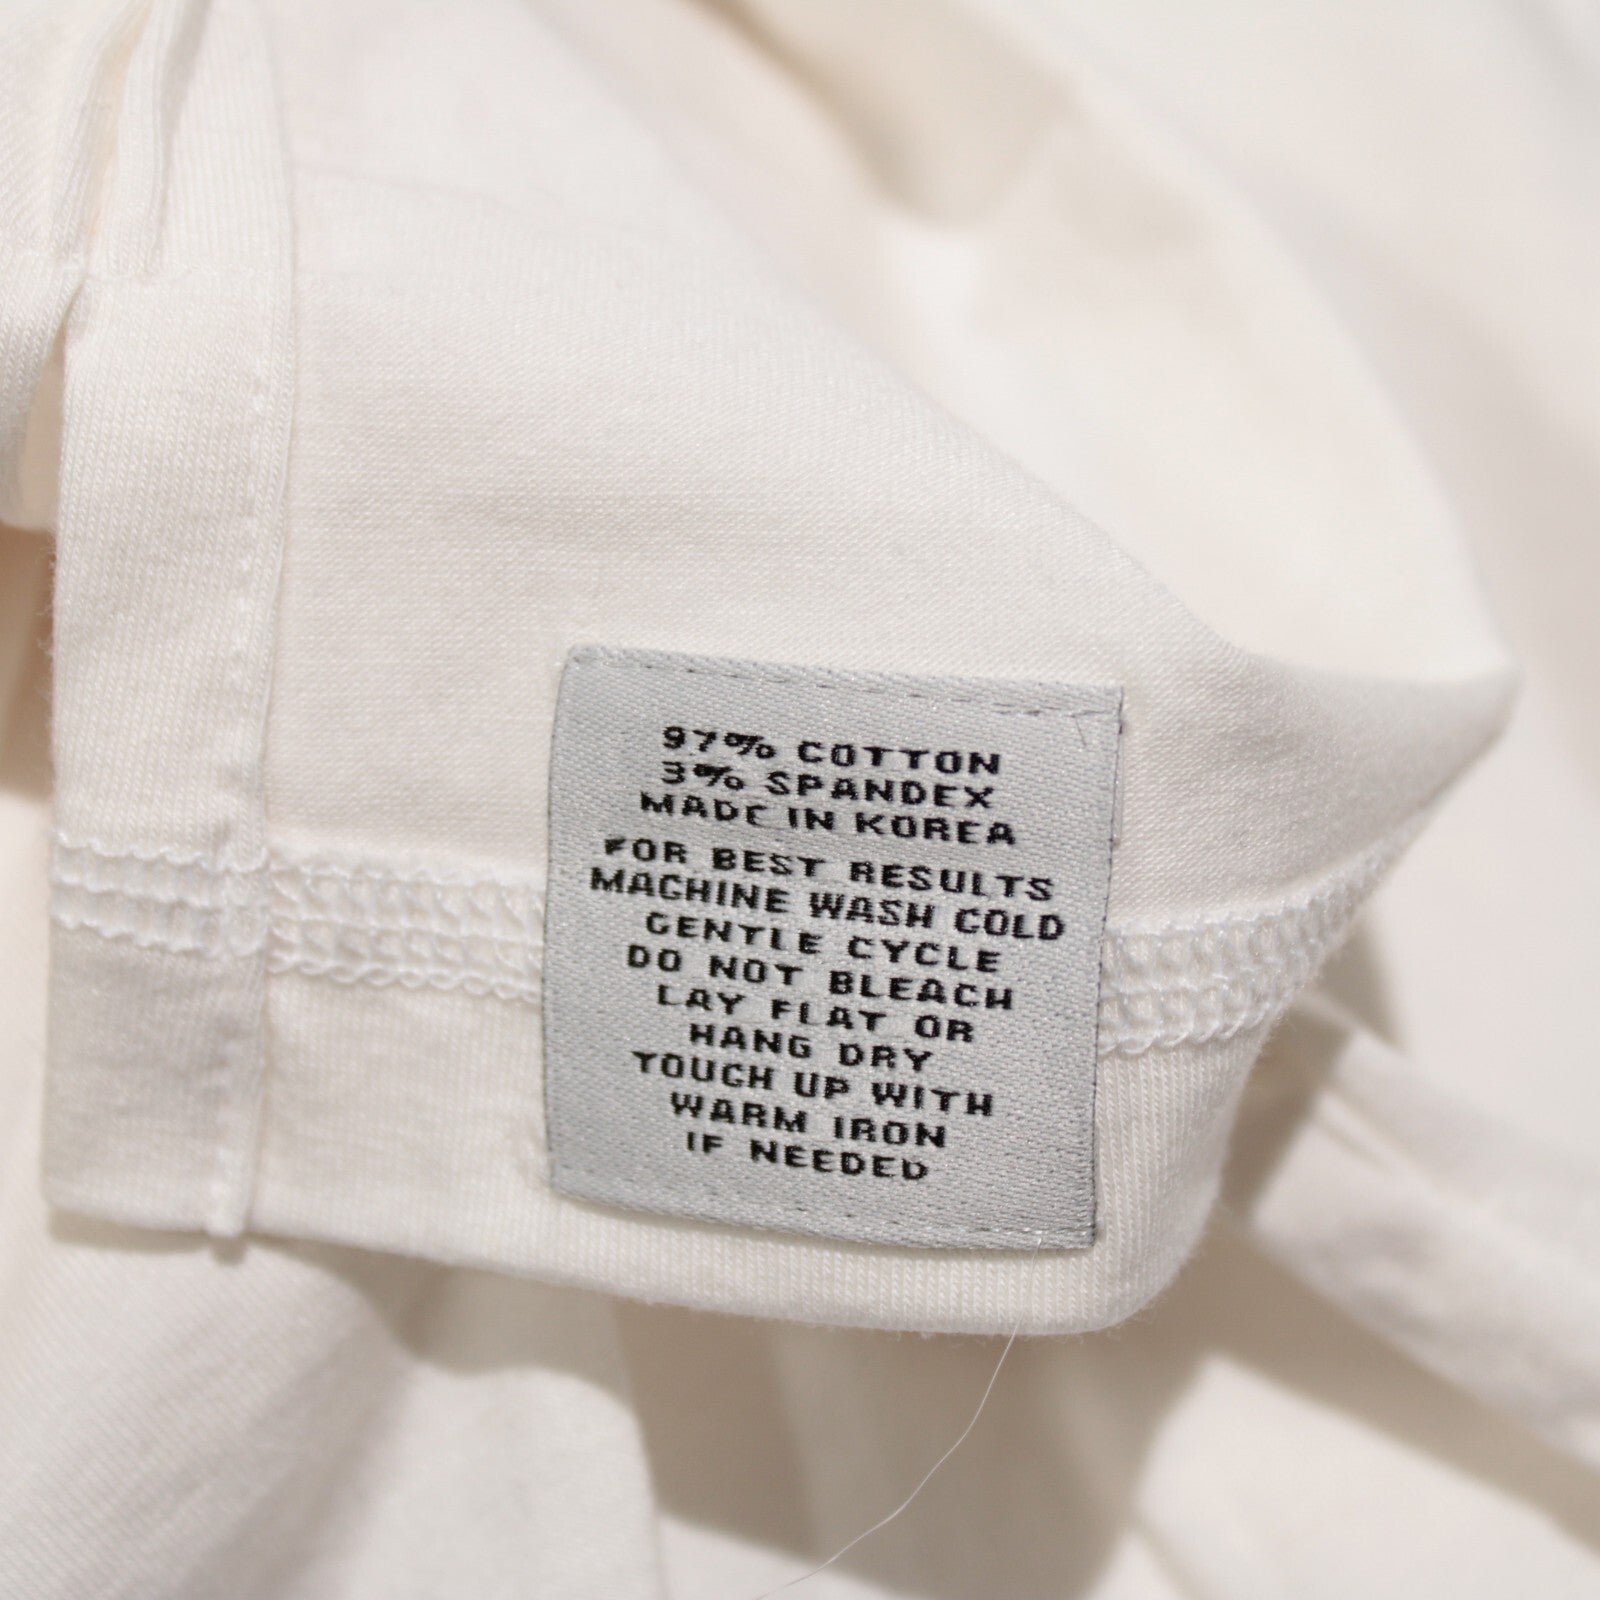 97% COTTON
3% SPANDEX
MADE IN KOREA
FOR BEST RESULTS
MACHINE WASH COLD
GENTLE CYCLE
DO NOT BLEACH
LAY FLAT OR
HANG DRY
TOUCH UP WITH
WARM IRON
IF NEEDED